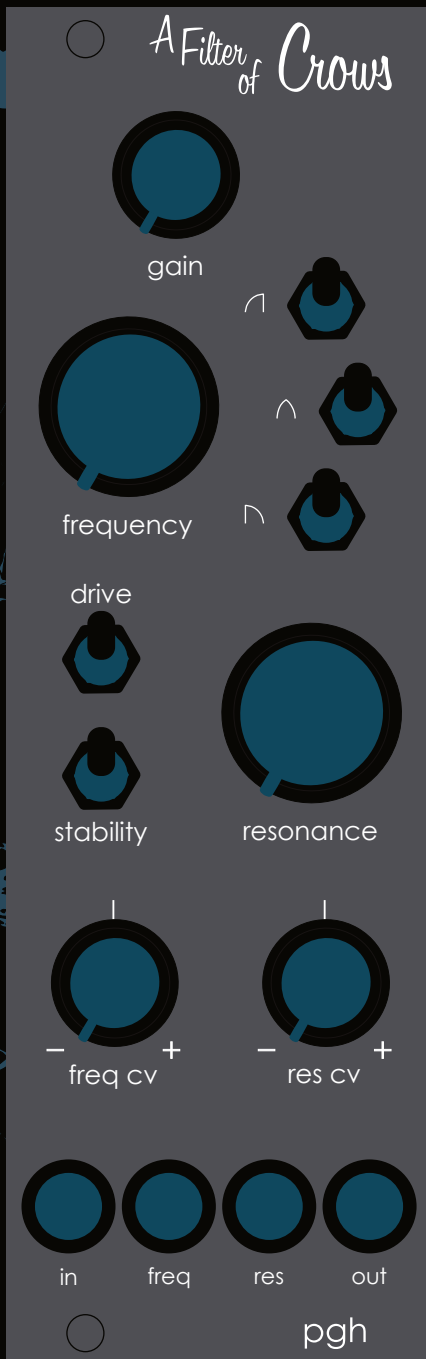 A Filter of Crows
gain
frequency
drive
stability
resonance
− +
− +
freq cv
res cv
in
freq
res
out
pgh